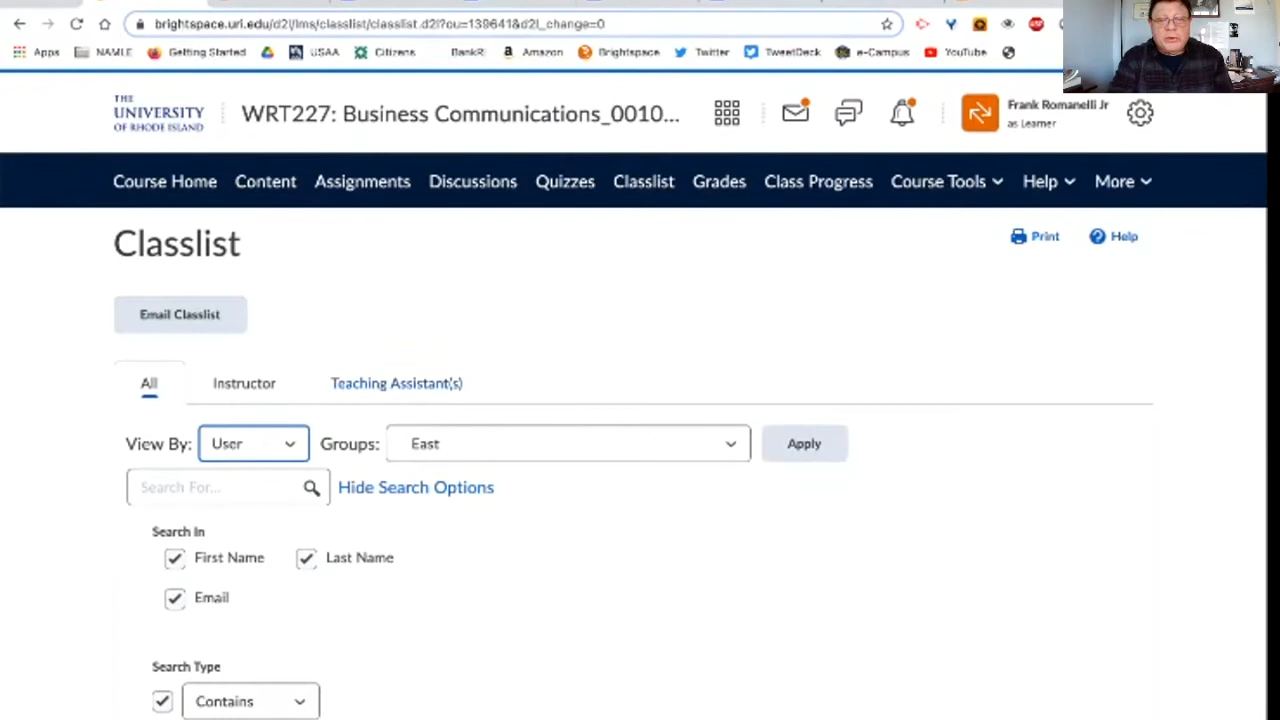 brightspace.uri.edu/d2l/lms/classlist/classlist.d2l?ou=139641&d2l_change=0
Apps NAMLE Getting Started USAA Citizens BankR Amazon Brightspace Twitter TweetDeck e-Campus YouTube
THE
UNIVERSITY
OF RHODE ISLAND
WRT227: Business Communications_0010...
Frank Romanelli Jr
as Learner
Course Home Content Assignments Discussions Quizzes Classlist Grades Class Progress Course Tools Help More
Classlist
Print Help
Email Classlist
All Instructor Teaching Assistant(s)
View By: User Groups: East Apply
Search For... Hide Search Options
Search In
First Name Last Name
Email
Search Type
Contains